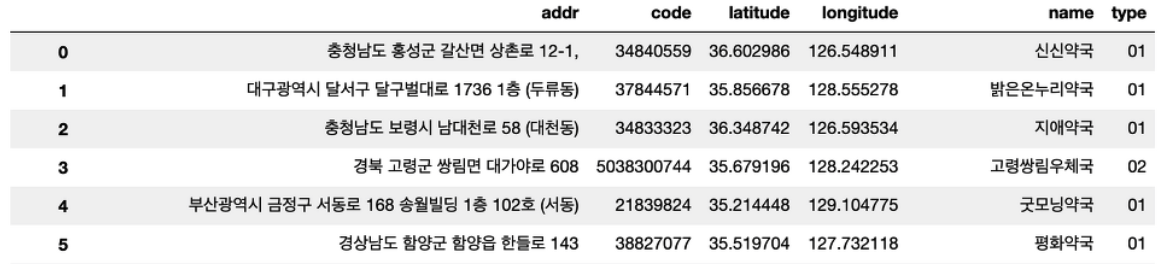 addr code latitude longitude name type
0 충청남도 홍성군 갈산면 상촌로 12-1, 34840559 36.602986 126.548911 신신약국 01
1 대구광역시 달서구 달구벌대로 1736 1층 (두류동) 37844571 35.856678 128.555278 밝은온누리약국 01
2 충청남도 보령시 남대천로 58 (대천동) 34833323 36.348742 126.593534 지애약국 01
3 경북 고령군 쌍림면 대가야로 608 5038300744 35.679196 128.242253 고령쌍림우체국 02
4 부산광역시 금정구 서동로 168 송월빌딩 1층 102호 (서동) 21839824 35.214448 129.104775 굿모닝약국 01
5 경상남도 함양군 함양읍 한들로 143 38827077 35.519704 127.732118 평화약국 01